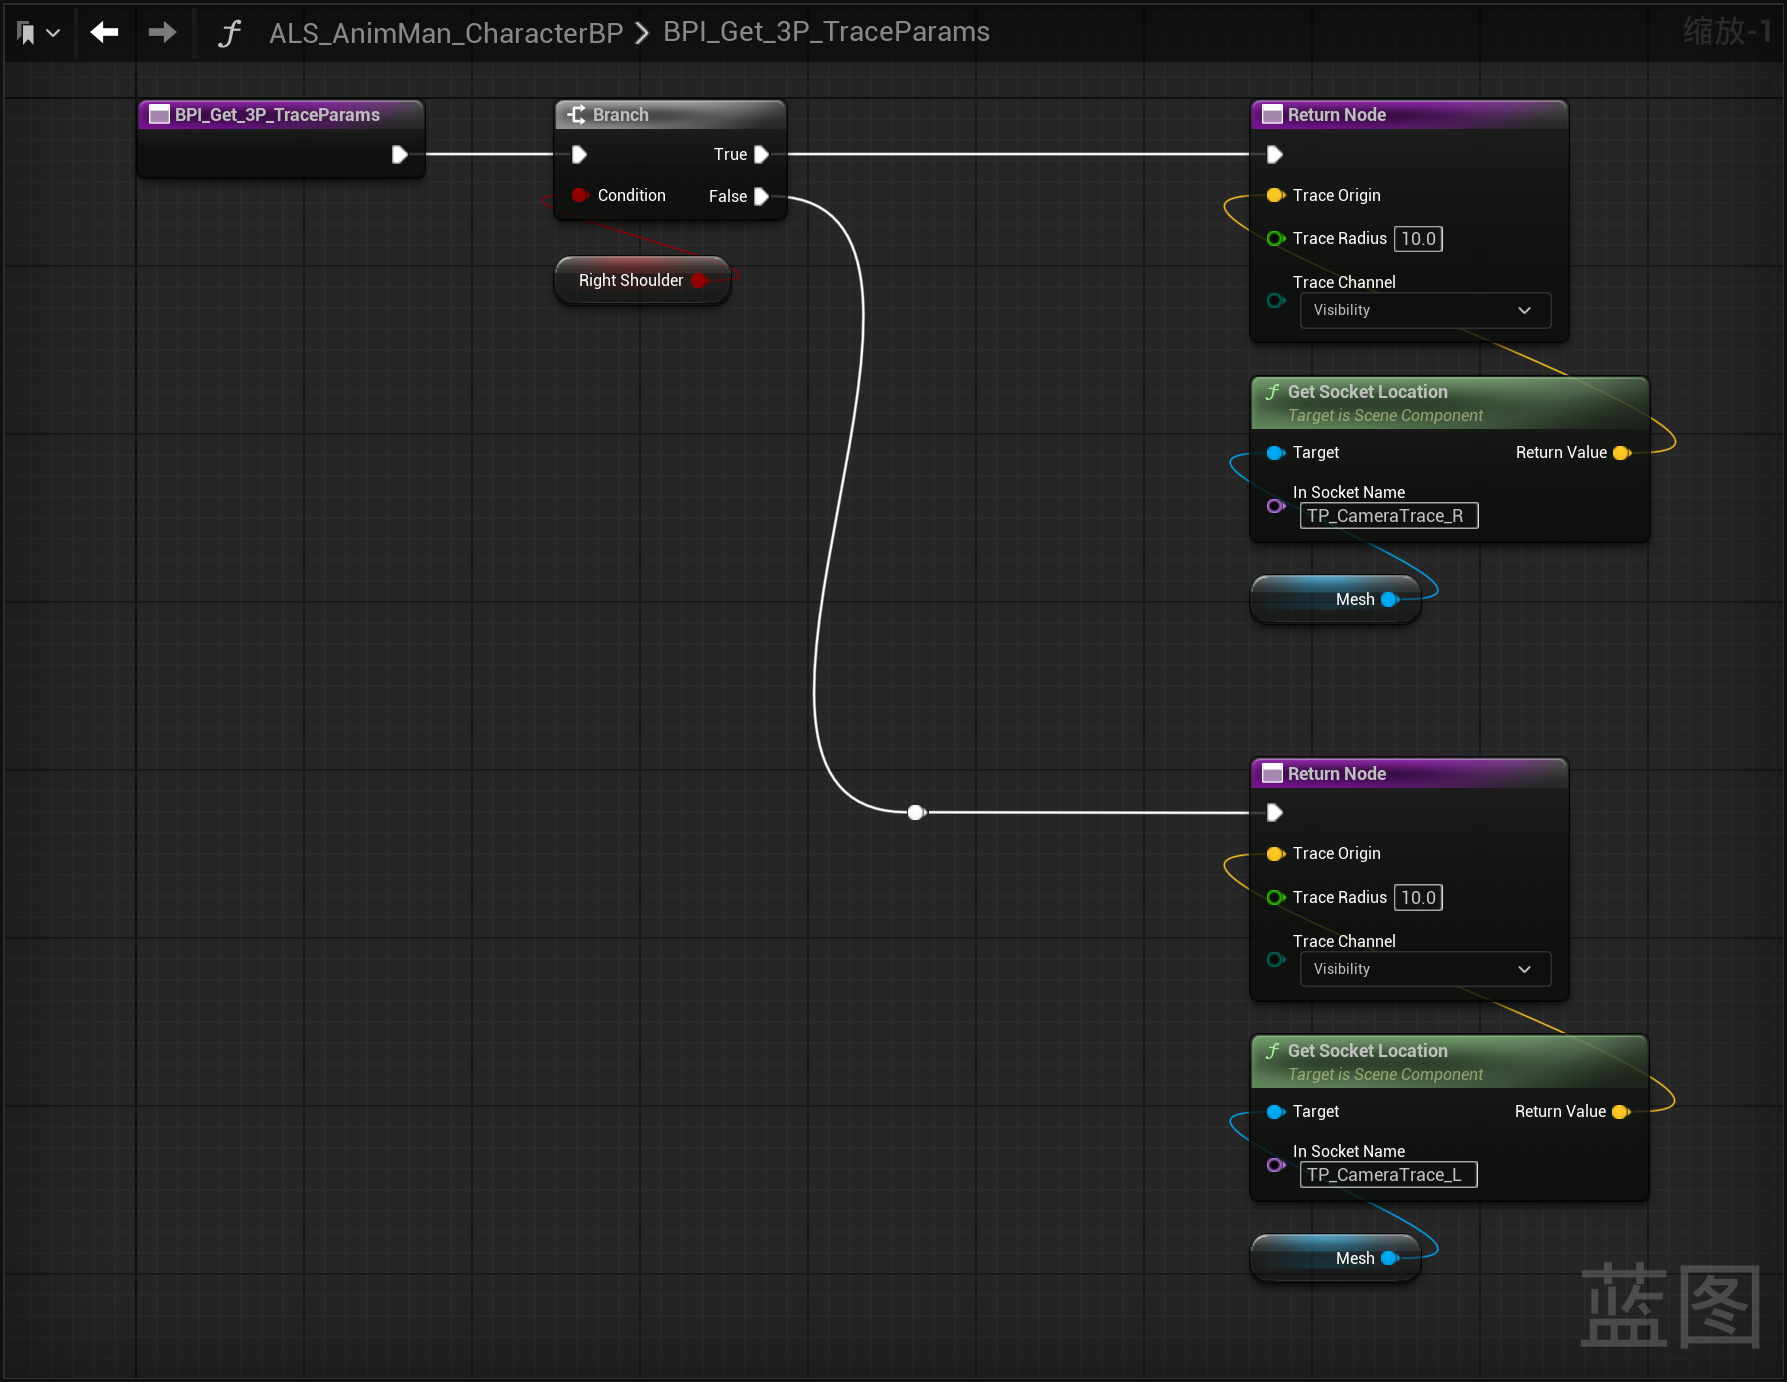 ALS_AnimMan_CharacterBP > BPI_Get_3P_TraceParams
缩放-1
BPI_Get_3P_TraceParams
Branch
True
Condition
False
Right Shoulder
Return Node
Trace Origin
Trace Radius 10.0
Trace Channel
Visibility
Get Socket Location
Target is Scene Component
Target
Return Value
In Socket Name
TP_CameraTrace_R
Mesh
Return Node
Trace Origin
Trace Radius 10.0
Trace Channel
Visibility
Get Socket Location
Target is Scene Component
Target
Return Value
In Socket Name
TP_CameraTrace_L
Mesh
蓝图